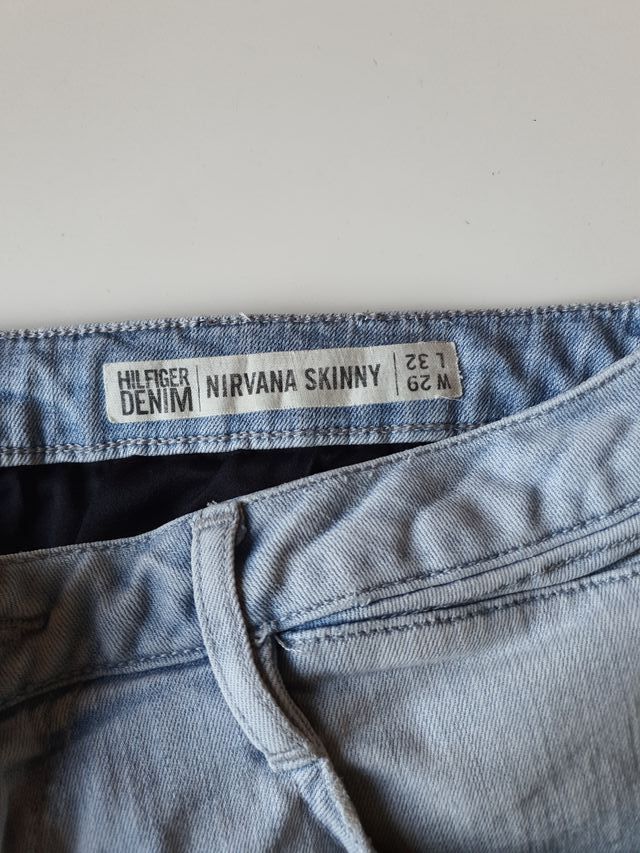 HILFIGER
DENIM
NIRVANA SKINNY
W 29
L 32